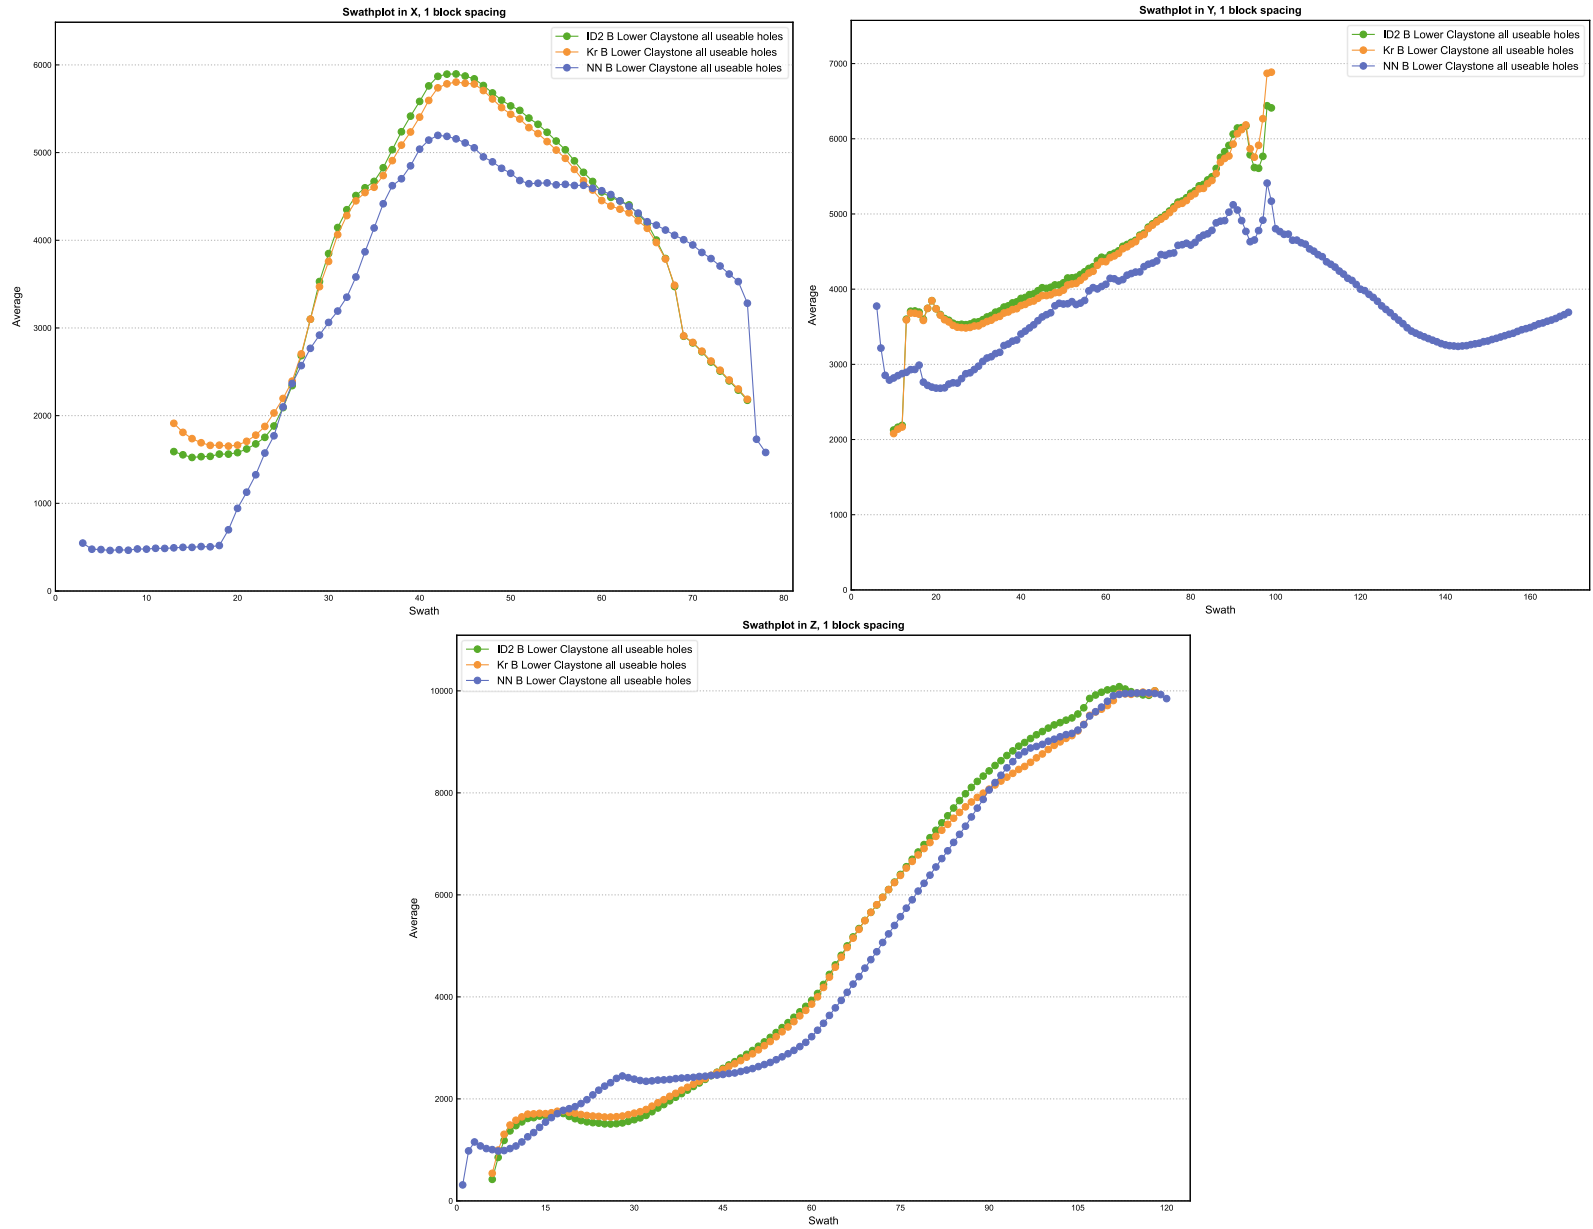 Swathplot in X, 1 block spacing
ID2 B Lower Claystone all useable holes
Kr B Lower Claystone all useable holes
NN B Lower Claystone all useable holes
6000
5000
4000
3000
2000
1000
0
Average
0 10 20 30 40 50 60 70 80
Swath
Swathplot in Y, 1 block spacing
ID2 B Lower Claystone all useable holes
Kr B Lower Claystone all useable holes
NN B Lower Claystone all useable holes
7000
6000
5000
4000
3000
2000
1000
0
Average
0 20 40 60 80 100 120 140 160
Swath
Swathplot in Z, 1 block spacing
ID2 B Lower Claystone all useable holes
Kr B Lower Claystone all useable holes
NN B Lower Claystone all useable holes
10000
8000
6000
4000
2000
0
Average
0 15 30 45 60 75 90 105 120
Swath